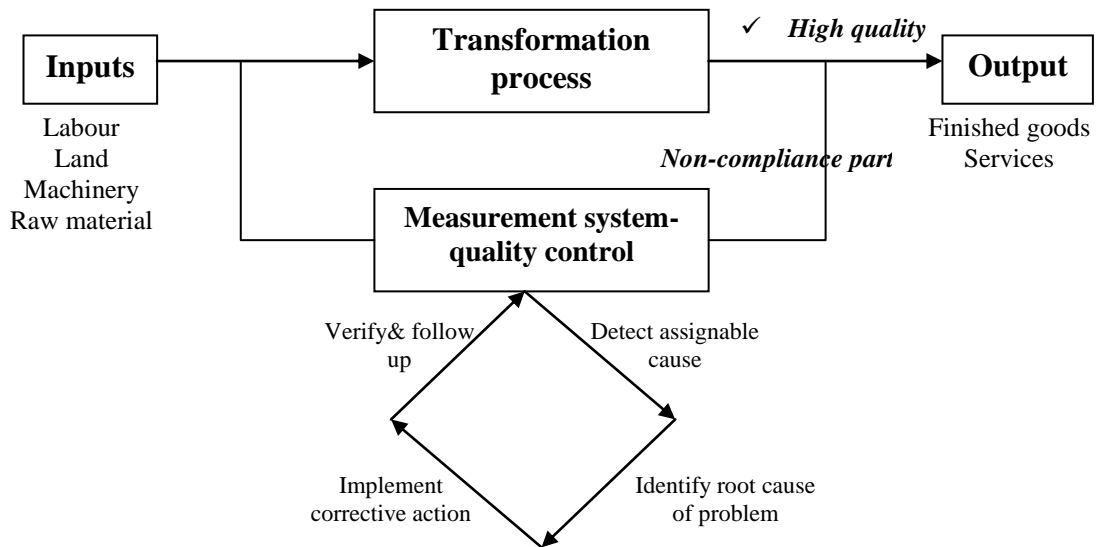 Inputs
Labour
Land
Machinery
Raw material
Transformation
process
✓ High quality
Output
Finished goods
Services
Non-compliance part
Measurement system-
quality control
Verify& follow
up
Detect assignable
cause
Implement
corrective action
Identify root cause
of problem